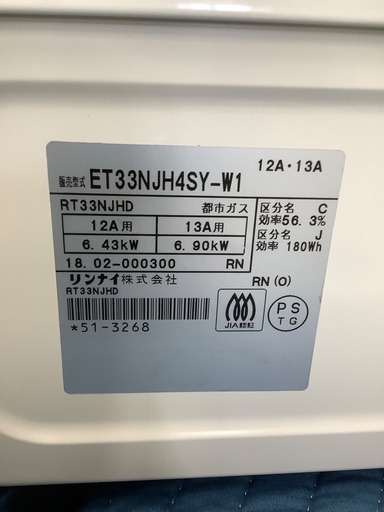 12A・13A
販売型式 ET33NJH4SY-W1
RT33NJHD 都市ガス
12A用 13A用
6.43kW 6.90kW
区分名 C
効率56.3%
区分名 J
効率 180Wh
18.02-000300 RN
リンナイ株式会社 RN(O)
RT33NJHD
*51-3268
JIA認証
PS
TG